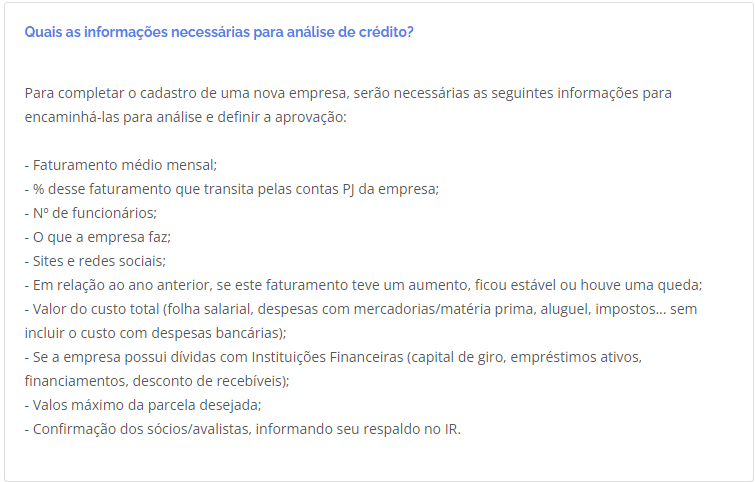 Quais as informações necessárias para análise de crédito?
Para completar o cadastro de uma nova empresa, serão necessárias as seguintes informações para
encaminhá-las para análise e definir a aprovação:
- Faturamento médio mensal;
- % desse faturamento que transita pelas contas PJ da empresa;
- Nº de funcionários;
- O que a empresa faz;
- Sites e redes sociais;
- Em relação ao ano anterior, se este faturamento teve um aumento, ficou estável ou houve uma queda;
- Valor do custo total (folha salarial, despesas com mercadorias/matéria prima, aluguel, impostos... sem
incluir o custo com despesas bancárias);
- Se a empresa possui dívidas com Instituições Financeiras (capital de giro, empréstimos ativos,
financiamentos, desconto de recebíveis);
- Valos máximo da parcela desejada;
- Confirmação dos sócios/avalistas, informando seu respaldo no IR.